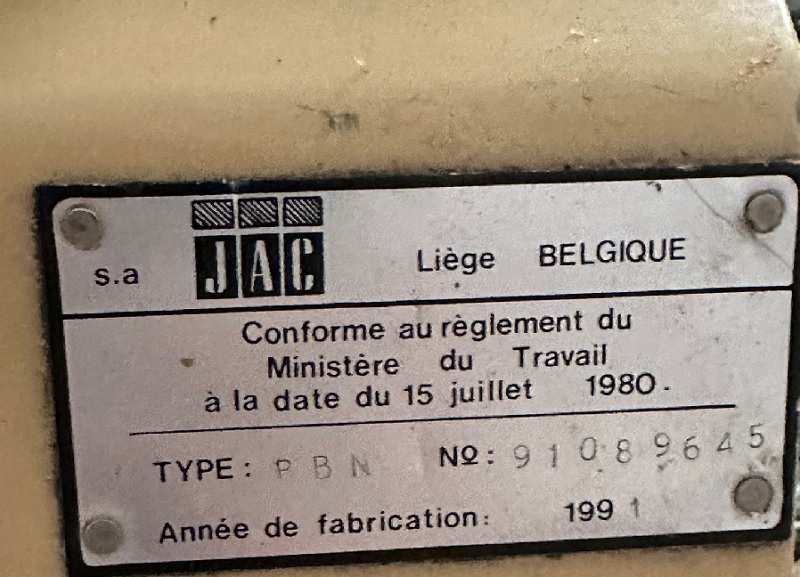 s.a JAC Liège BELGIQUE
Conforme au règlement du
Ministère du Travail
à la date du 15 juillet 1980.
TYPE: PBN Nº: 91089645
Année de fabrication: 1991